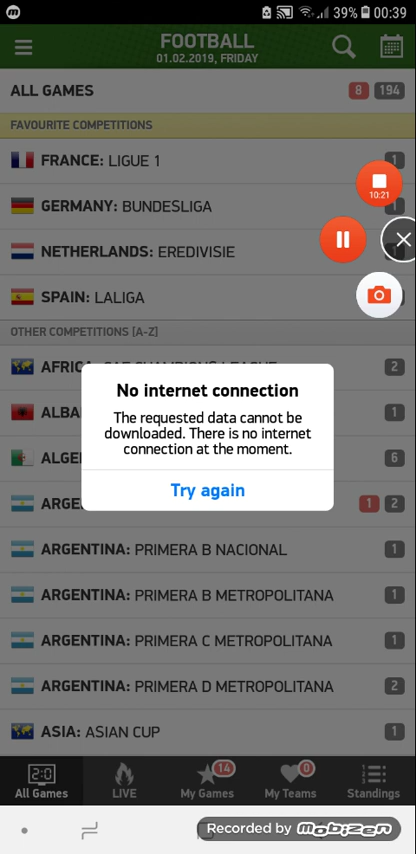 39% 00:39
FOOTBALL
01.02.2019, FRIDAY
ALL GAMES 8 194
FAVOURITE COMPETITIONS
FRANCE: LIGUE 1 1
10:21
GERMANY: BUNDESLIGA 1
NETHERLANDS: EREDIVISIE
SPAIN: LALIGA
OTHER COMPETITIONS [A-Z]
AFRIC 2
No internet connection
The requested data cannot be
downloaded. There is no internet
connection at the moment.
Try again
ALBA 1
ALGE 6
ARGE 1 2
ARGENTINA: PRIMERA B NACIONAL 1
ARGENTINA: PRIMERA B METROPOLITANA 1
ARGENTINA: PRIMERA C METROPOLITANA 1
ARGENTINA: PRIMERA D METROPOLITANA 2
ASIA: ASIAN CUP 1
2:0 14 0
All Games LIVE My Games My Teams Standings
Recorded by mobizen